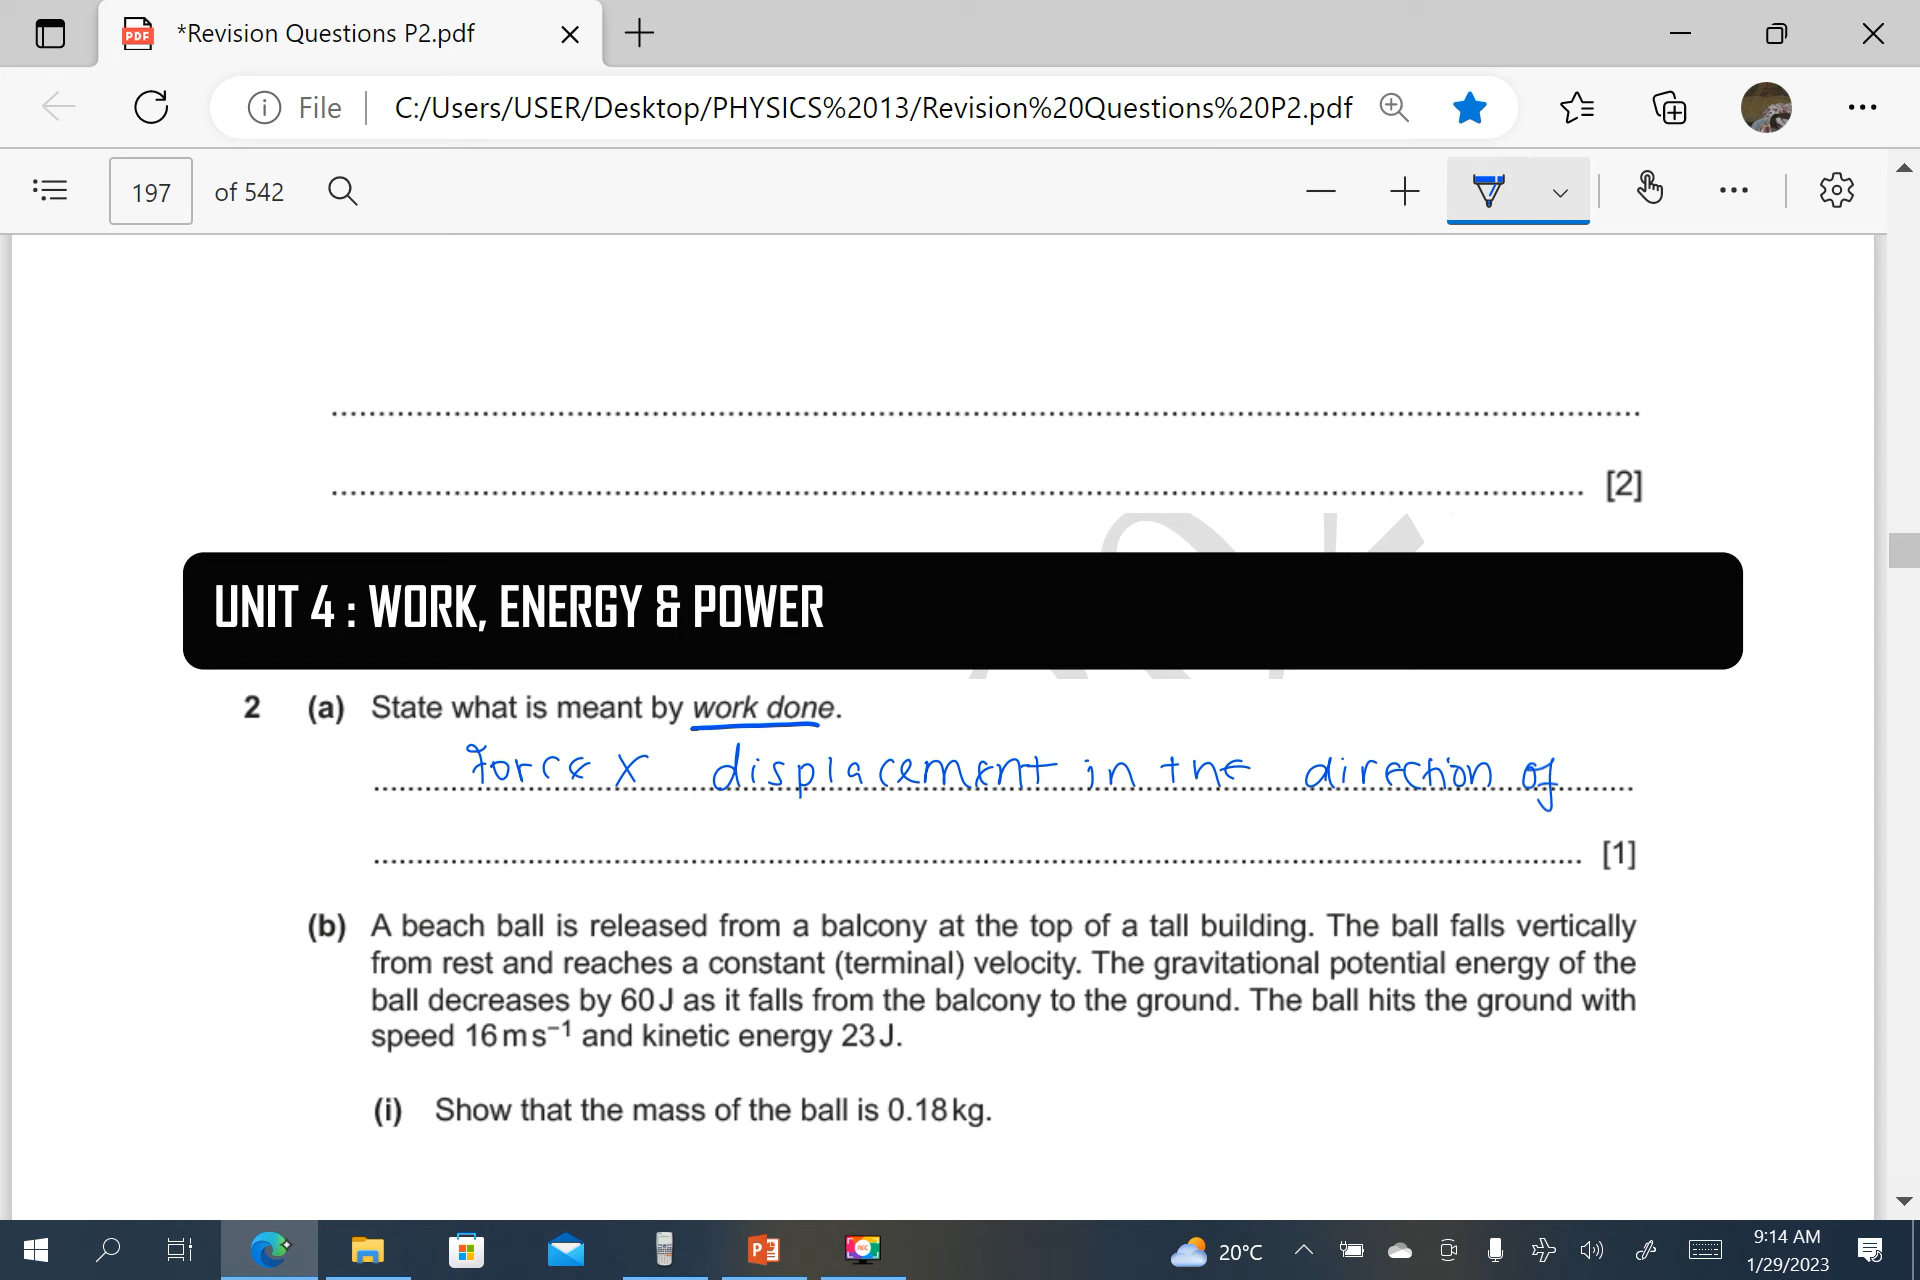 *Revision Questions P2.pdf
File C:/Users/USER/Desktop/PHYSICS%2013/Revision%20Questions%20P2.pdf
197 of 542
[2]
UNIT 4 : WORK, ENERGY & POWER
2 (a) State what is meant by work done.
Force X displacement in the direction of
[1]
(b) A beach ball is released from a balcony at the top of a tall building. The ball falls vertically
from rest and reaches a constant (terminal) velocity. The gravitational potential energy of the
ball decreases by 60 J as it falls from the balcony to the ground. The ball hits the ground with
speed 16 m s⁻¹ and kinetic energy 23 J.
(i) Show that the mass of the ball is 0.18 kg.
20°C
9:14 AM
1/29/2023